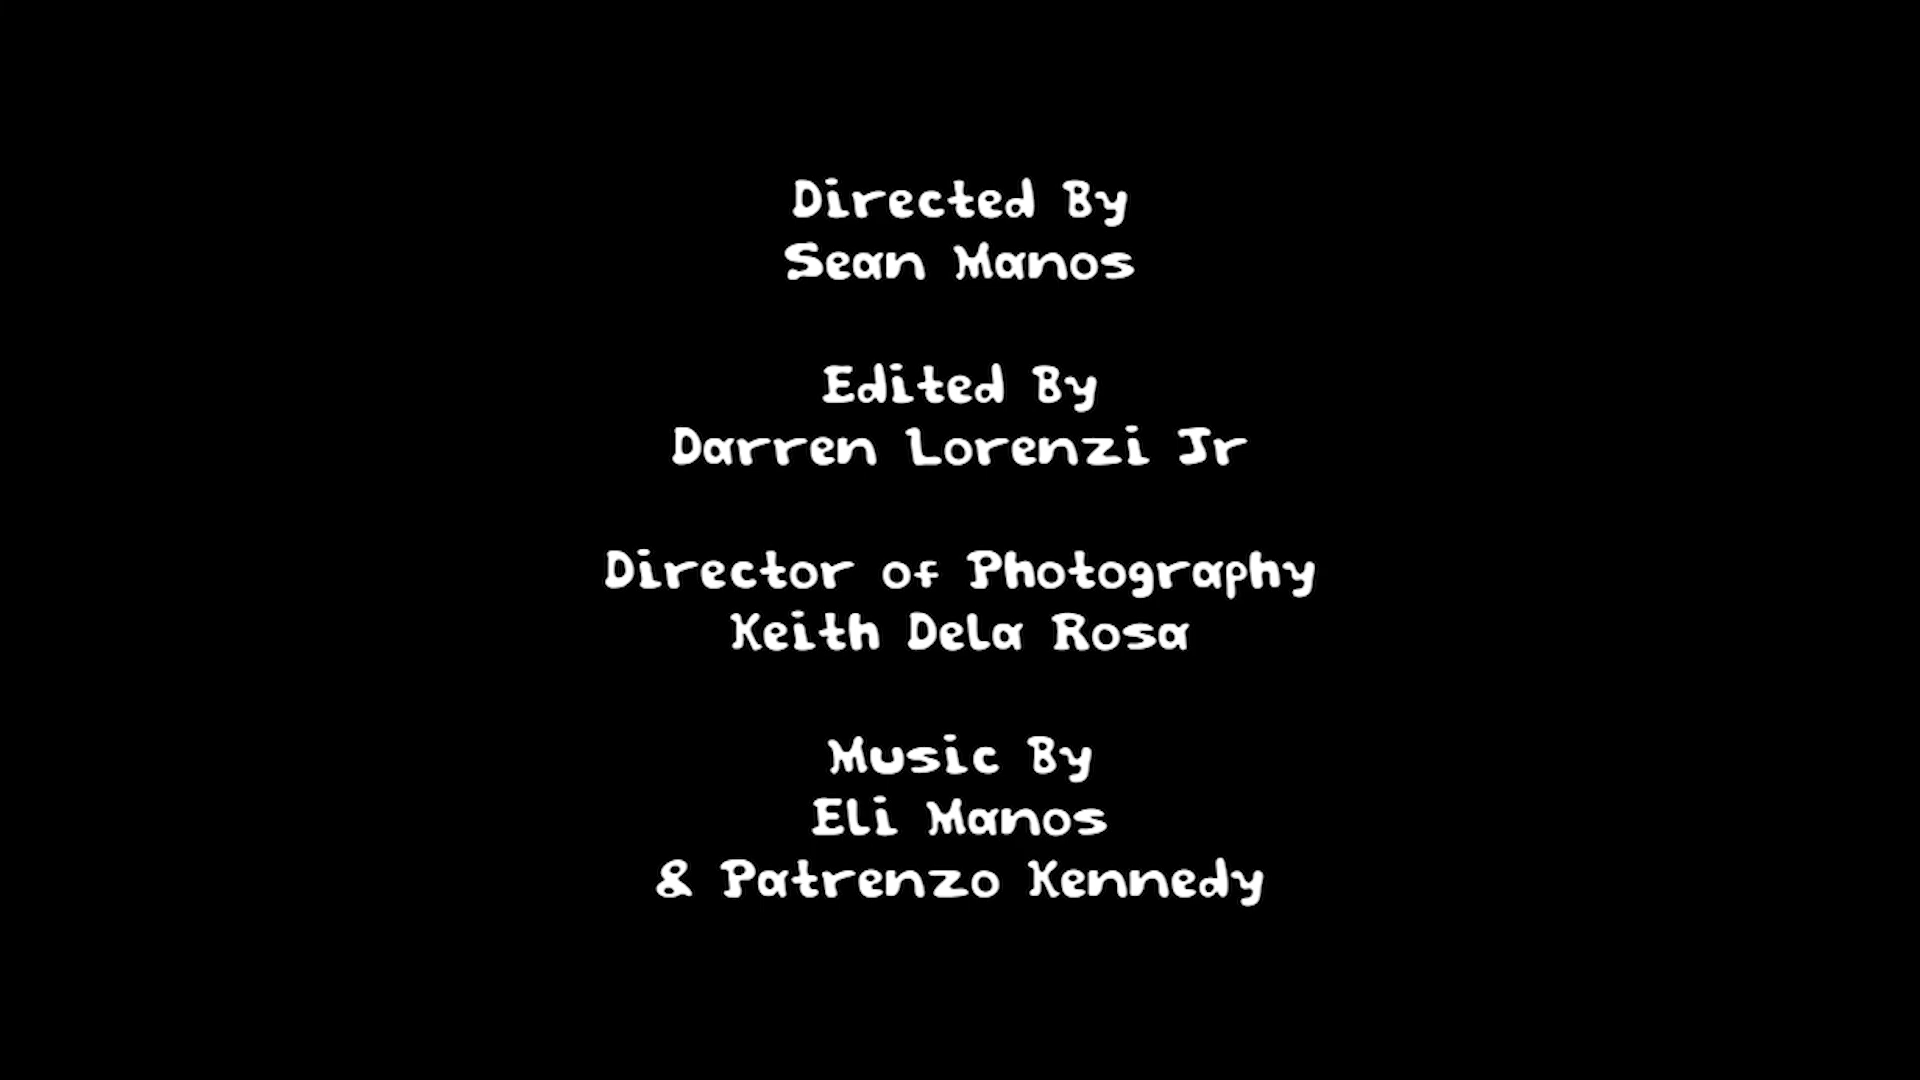 Directed By
Sean Manos
Edited By
Darren Lorenzi Jr
Director of Photography
Keith Dela Rosa
Music By
Eli Manos
& Patrenzo Kennedy